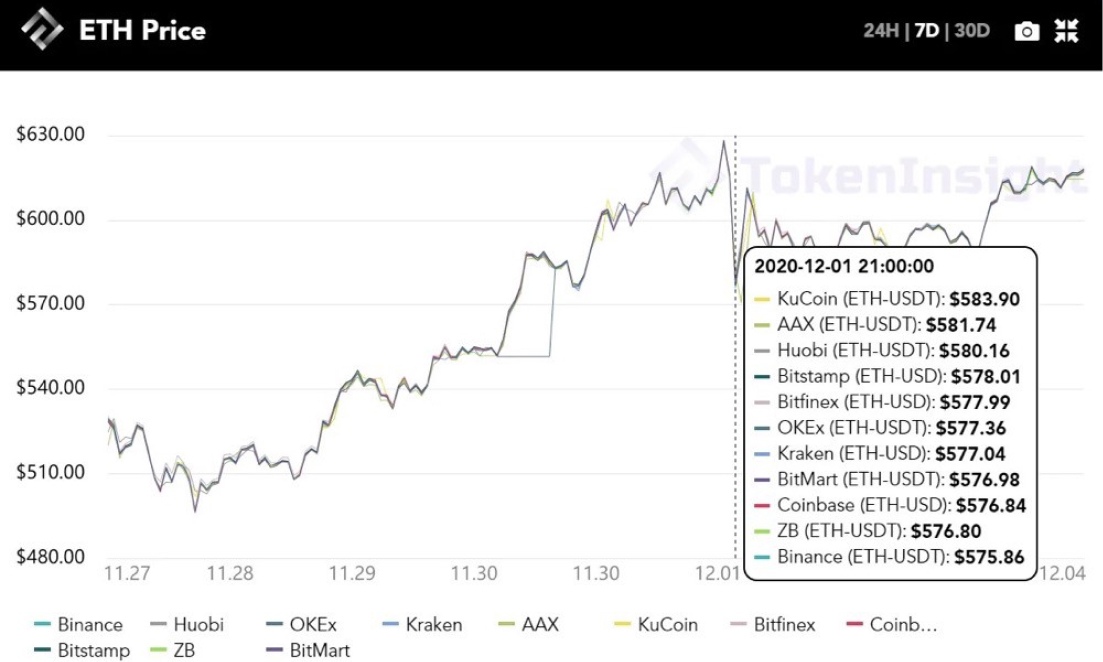 ETH Price
24H | 7D | 30D
$630.00
TokenInsight
$600.00
$570.00
$540.00
$510.00
$480.00
2020-12-01 21:00:00
KuCoin (ETH-USDT): $583.90
AAX (ETH-USDT): $581.74
Huobi (ETH-USDT): $580.16
Bitstamp (ETH-USD): $578.01
Bitfinex (ETH-USD): $577.99
OKEx (ETH-USDT): $577.36
Kraken (ETH-USD): $577.04
BitMart (ETH-USDT): $576.98
Coinbase (ETH-USD): $576.84
ZB (ETH-USDT): $576.80
Binance (ETH-USDT): $575.86
11.27 11.28 11.29 11.30 11.30 12.01 12.04
Binance Huobi OKEx Kraken AAX KuCoin Bitfinex Coinb...
Bitstamp ZB BitMart